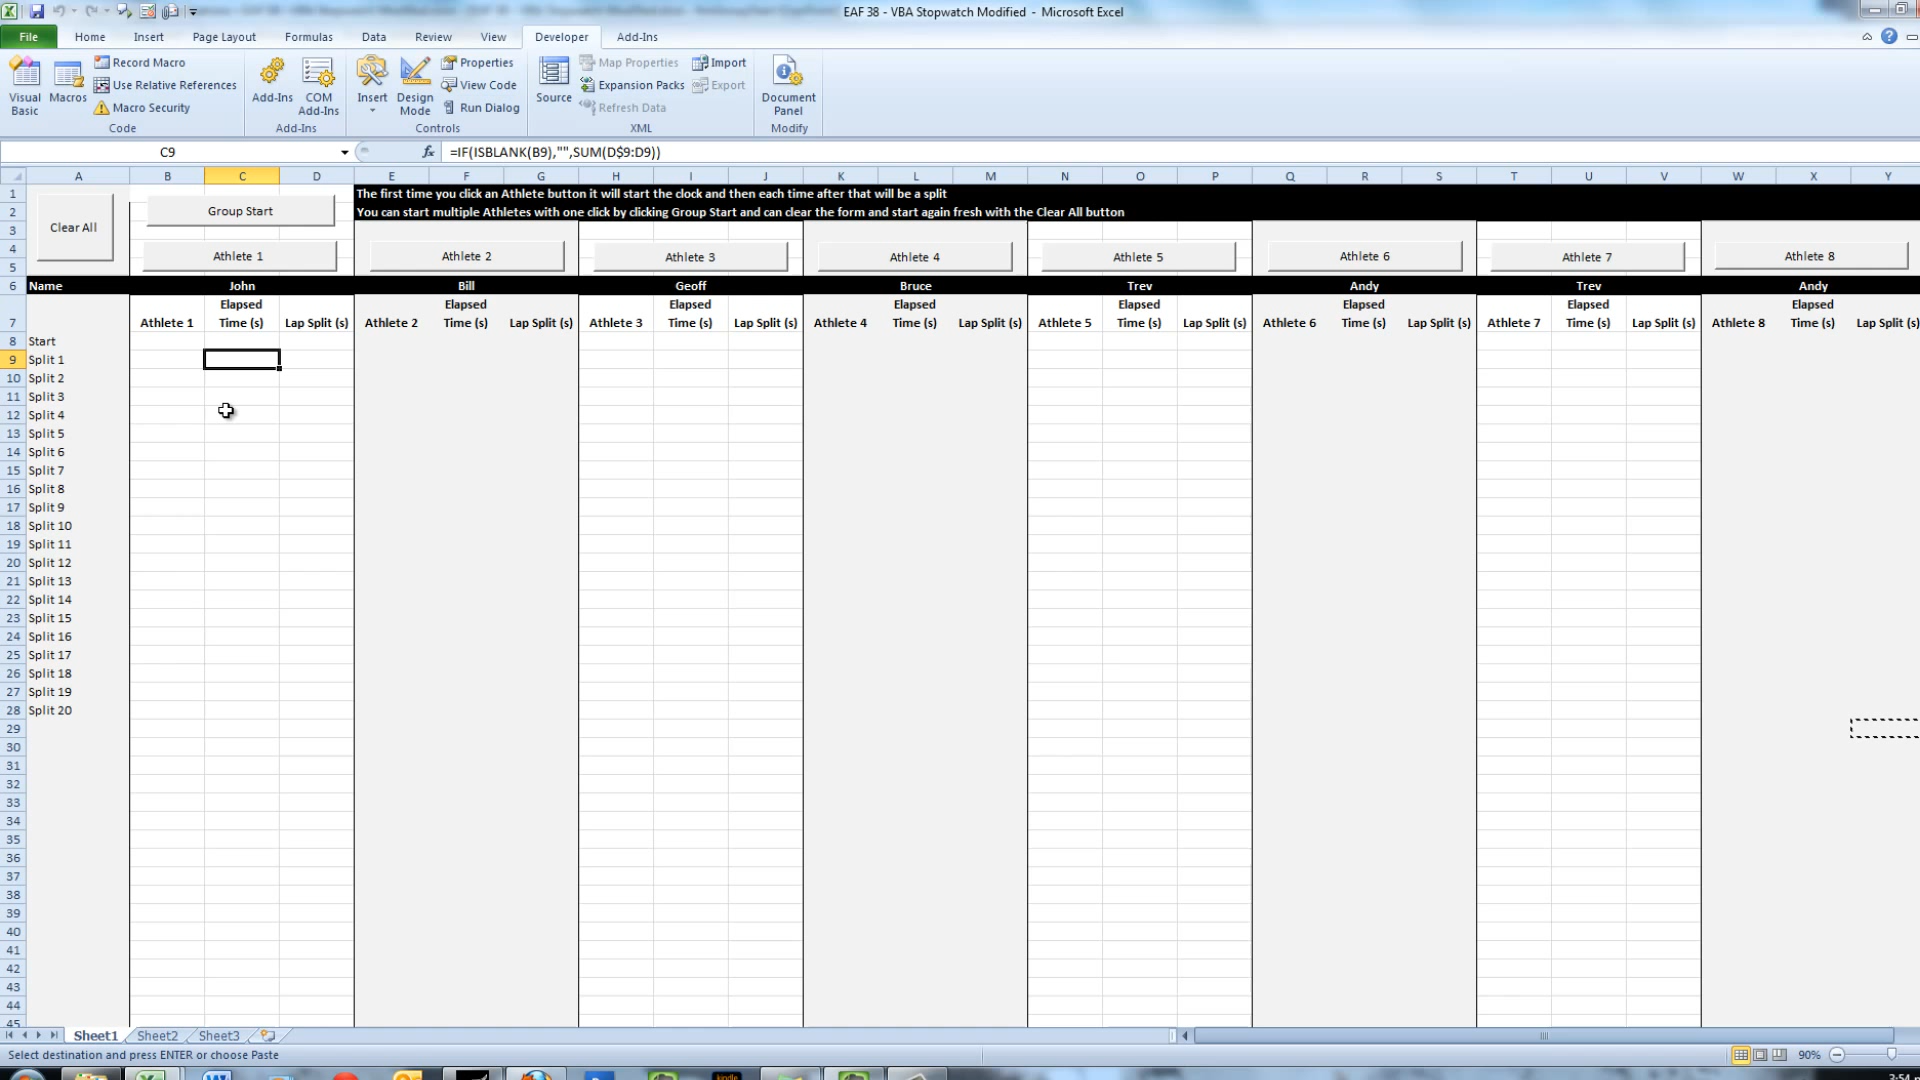 EAF 38 - VBA Stopwatch Modified - Microsoft Excel
File Home Insert Page Layout Formulas Data Review View Developer Add-Ins
Visual Basic
Macros
Record Macro
Use Relative References
Macro Security
Code
Add-Ins
COM Add-Ins
Add-Ins
Insert
Design Mode
Properties
View Code
Run Dialog
Controls
Source
Map Properties
Expansion Packs
Refresh Data
Import
Export
XML
Document Panel
Modify
C9 fx =IF(ISBLANK(B9),"",SUM(D$9:D9))
A B C D E F G H I J K L M N O P Q R S T U V W X Y
1 The first time you click an Athlete button it will start the clock and then each time after that will be a split
2 You can start multiple Athletes with one click by clicking Group Start and can clear the form and start again fresh with the Clear All button
Clear All
Group Start
3
4 Athlete 1 Athlete 2 Athlete 3 Athlete 4 Athlete 5 Athlete 6 Athlete 7 Athlete 8
5
6 Name John Bill Geoff Bruce Trev Andy Trev Andy
Elapsed Elapsed Elapsed Elapsed Elapsed Elapsed Elapsed Elapsed
7 Athlete 1 Time (s) Lap Split (s) Athlete 2 Time (s) Lap Split (s) Athlete 3 Time (s) Lap Split (s) Athlete 4 Time (s) Lap Split (s) Athlete 5 Time (s) Lap Split (s) Athlete 6 Time (s) Lap Split (s) Athlete 7 Time (s) Lap Split (s) Athlete 8 Time (s) Lap Split (s)
8 Start
9 Split 1
10 Split 2
11 Split 3
12 Split 4
13 Split 5
14 Split 6
15 Split 7
16 Split 8
17 Split 9
18 Split 10
19 Split 11
20 Split 12
21 Split 13
22 Split 14
23 Split 15
24 Split 16
25 Split 17
26 Split 18
27 Split 19
28 Split 20
29
30
31
32
33
34
35
36
37
38
39
40
41
42
43
44
45
Sheet1 Sheet2 Sheet3
Select destination and press ENTER or choose Paste 90%
kindle